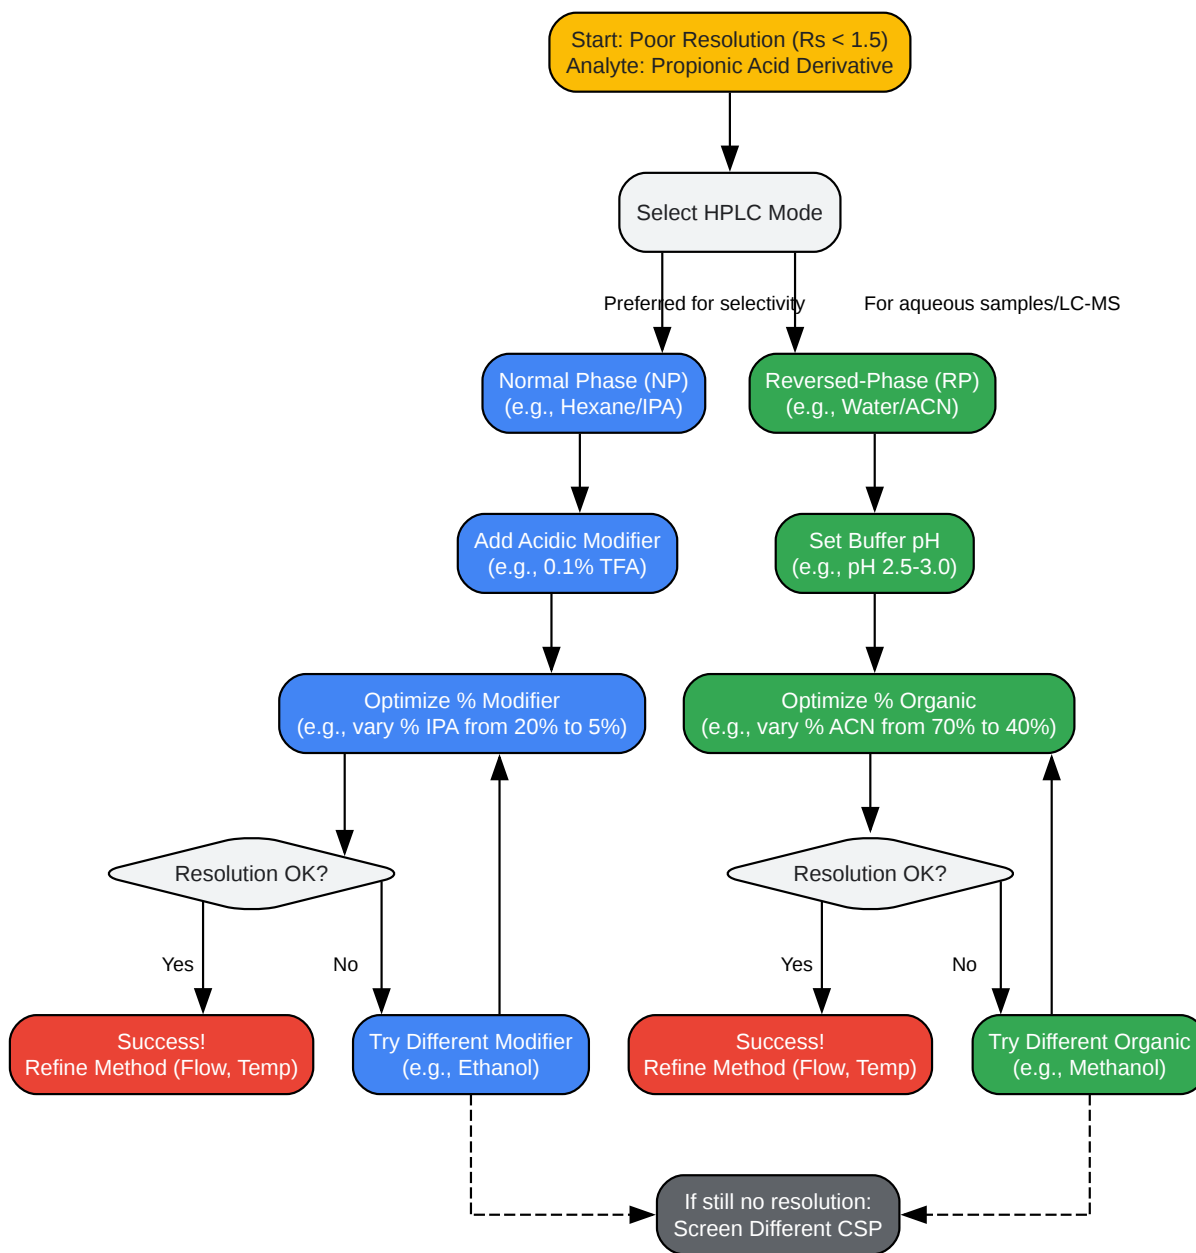 Start: Poor Resolution (Rs < 1.5)
Analyte: Propionic Acid Derivative
Select HPLC Mode
Preferred for selectivity
For aqueous samples/LC-MS
Normal Phase (NP)
(e.g., Hexane/IPA)
Reversed-Phase (RP)
(e.g., Water/ACN)
Add Acidic Modifier
(e.g., 0.1% TFA)
Set Buffer pH
(e.g., pH 2.5-3.0)
Optimize % Modifier
(e.g., vary % IPA from 20% to 5%)
Optimize % Organic
(e.g., vary % ACN from 70% to 40%)
Resolution OK?
Resolution OK?
Yes
No
Yes
No
Success!
Refine Method (Flow, Temp)
Try Different Modifier
(e.g., Ethanol)
Success!
Refine Method (Flow, Temp)
Try Different Organic
(e.g., Methanol)
If still no resolution:
Screen Different CSP